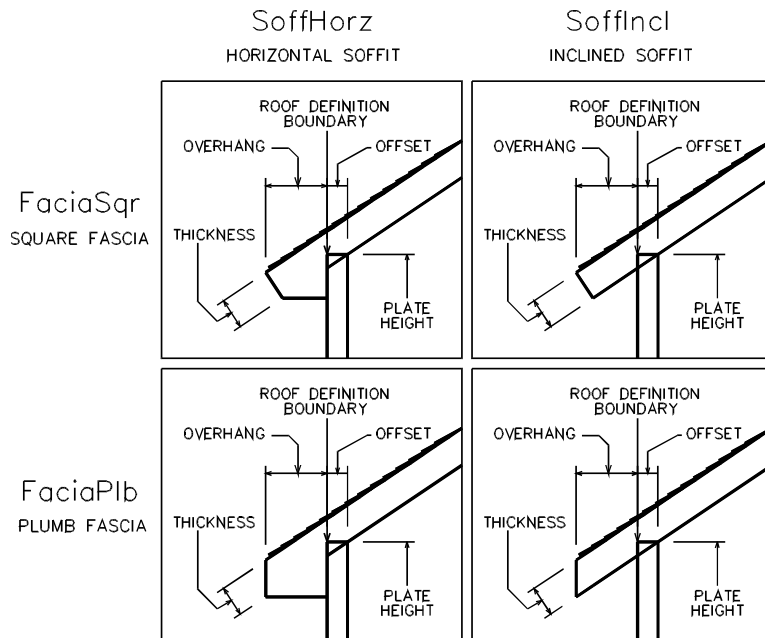 SoffHorz
HORIZONTAL SOFFIT
SoffIncl
INCLINED SOFFIT
FaciaSqr
SQUARE FASCIA
ROOF DEFINITION
BOUNDARY
OVERHANG
OFFSET
THICKNESS
PLATE
HEIGHT
ROOF DEFINITION
BOUNDARY
OVERHANG
OFFSET
THICKNESS
PLATE
HEIGHT
FaciaPlb
PLUMB FASCIA
ROOF DEFINITION
BOUNDARY
OVERHANG
OFFSET
THICKNESS
PLATE
HEIGHT
ROOF DEFINITION
BOUNDARY
OVERHANG
OFFSET
THICKNESS
PLATE
HEIGHT